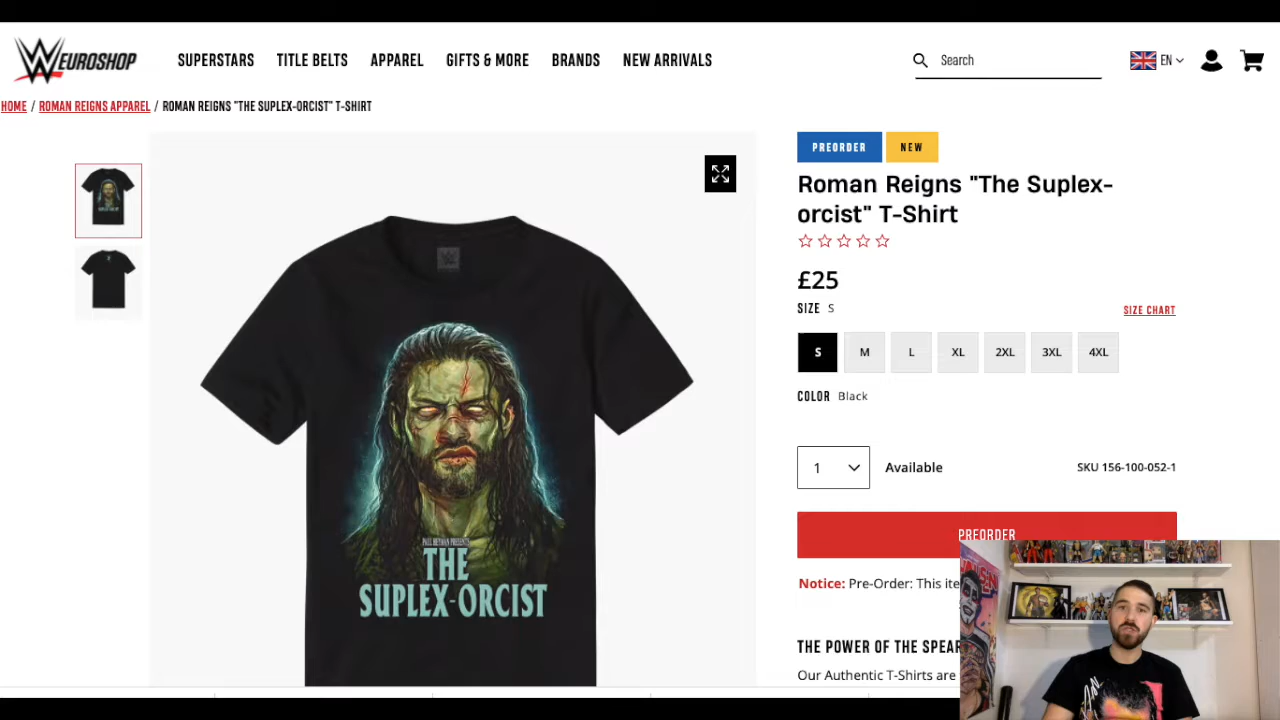 WWEUROSHOP
SUPERSTARS TITLE BELTS APPAREL GIFTS & MORE BRANDS NEW ARRIVALS
Search
EN
HOME / ROMAN REIGNS APPAREL / ROMAN REIGNS "THE SUPLEX-ORCIST" T-SHIRT
PREORDER NEW
Roman Reigns "The Suplex-
orcist" T-Shirt
£25
SIZE S
SIZE CHART
S M L XL 2XL 3XL 4XL
COLOR Black
1 Available SKU 156-100-052-1
PREORDER
Notice: Pre-Order: This ite
THE POWER OF THE SPEAR
Our Authentic T-Shirts are
PAUL HEYMAN PRESENTS
THE
SUPLEX-ORCIST